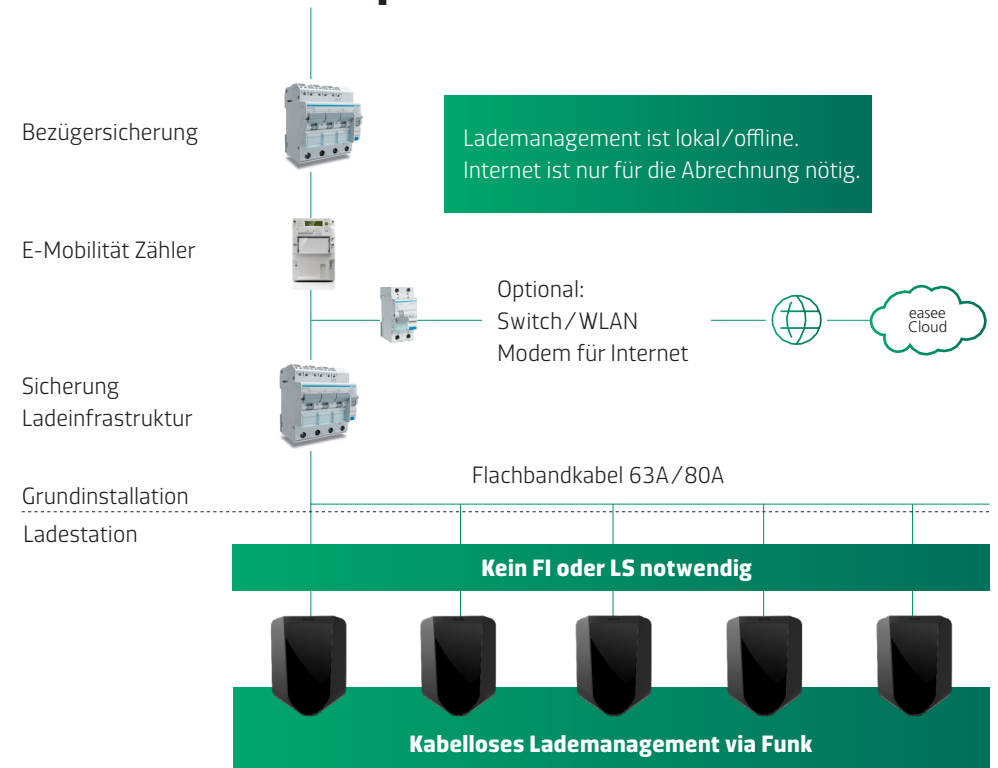 Bezügersicherung
Lademanagement ist lokal/offline.
Internet ist nur für die Abrechnung nötig.
E-Mobilität Zähler
Optional:
Switch/WLAN
Modem für Internet
easee
Cloud
Sicherung
Ladeinfrastruktur
Flachbandkabel 63A/80A
Grundinstallation
Ladestation
Kein FI oder LS notwendig
Kabelloses Lademanagement via Funk